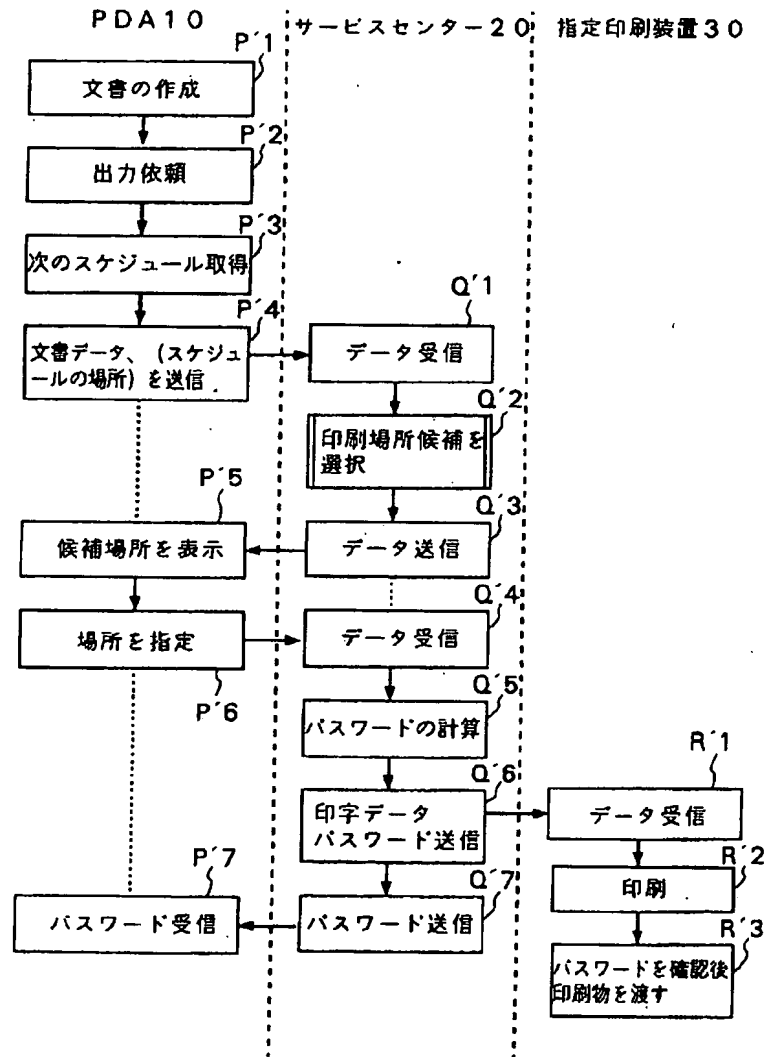 PDA10
サービスセンター20
指定印刷装置30
P´1
文書の作成
P´2
出力依頼
P´3
次のスケジュール取得
P´4
文書データ、(スケジュ
ールの場所)を送信
Q´1
データ受信
Q´2
印刷場所候補を
選択
P´5
候補場所を表示
Q´3
データ送信
P´6
場所を指定
Q´4
データ受信
Q´5
パスワードの計算
Q´6
印字データ
パスワード送信
R´1
データ受信
R´2
印刷
P´7
パスワード受信
Q´7
パスワード送信
R´3
パスワードを確認後
印刷物を渡す